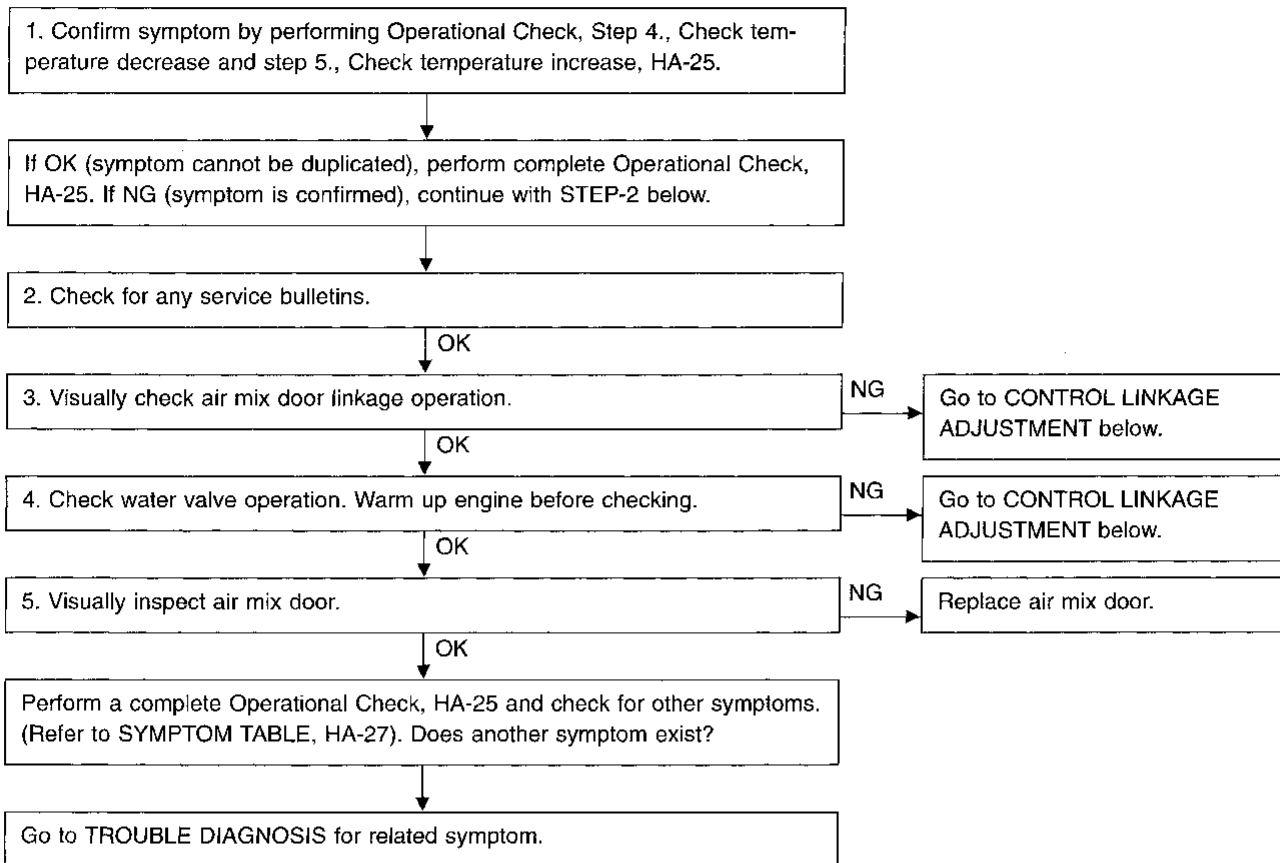 1. Confirm symptom by performing Operational Check, Step 4., Check tem-
perature decrease and step 5., Check temperature increase, HA-25.
If OK (symptom cannot be duplicated), perform complete Operational Check,
HA-25. If NG (symptom is confirmed), continue with STEP-2 below.
2. Check for any service bulletins.
OK
3. Visually check air mix door linkage operation.
NG
Go to CONTROL LINKAGE
ADJUSTMENT below.
OK
4. Check water valve operation. Warm up engine before checking.
NG
Go to CONTROL LINKAGE
ADJUSTMENT below.
OK
5. Visually inspect air mix door.
NG
Replace air mix door.
OK
Perform a complete Operational Check, HA-25 and check for other symptoms.
(Refer to SYMPTOM TABLE, HA-27). Does another symptom exist?
Go to TROUBLE DIAGNOSIS for related symptom.